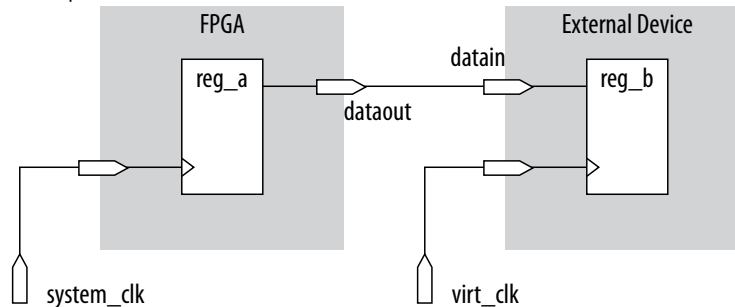 FPGA
External Device
datain
reg_a
reg_b
dataout
system_clk
virt_clk